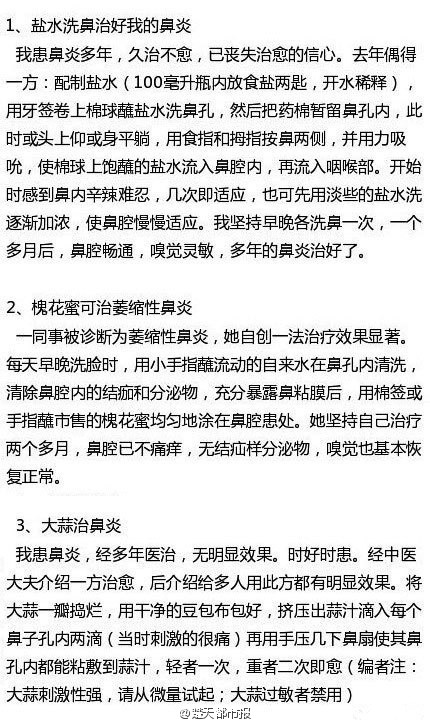 1、盐水洗鼻治好我的鼻炎
我患鼻炎多年，久治不愈，已丧失治愈的信心。去年偶得
一方：配制盐水（100毫升瓶内放食盐两匙，开水稀释），
用牙签卷上棉球蘸盐水洗鼻孔，然后把药棉暂留鼻孔内，此
时或头上仰或身平躺，用食指和拇指按鼻两侧，并用力吸
吮，使棉球上饱蘸的盐水流入鼻腔内，再流入咽喉部。开始
时感到鼻内辛辣难忍，几次即适应，也可先用淡些的盐水洗
逐渐加浓，使鼻腔慢慢适应。我坚持早晚各洗鼻一次，一个
多月后，鼻腔畅通，嗅觉灵敏，多年的鼻炎治好了。
2、槐花蜜可治萎缩性鼻炎
一同事被诊断为萎缩性鼻炎，她自创一法治疗效果显著。
每天早晚洗脸时，用小手指蘸流动的自来水在鼻孔内清洗，
清除鼻腔内的结痂和分泌物，充分暴露鼻粘膜后，用棉签或
手指蘸市售的槐花蜜均匀地涂在鼻腔患处。她坚持自己治疗
两个多月，鼻腔已不痛痒，无结疝样分泌物，嗅觉也基本恢
复正常。
3、大蒜治鼻炎
我患鼻炎，经多年医治，无明显效果。时好时患。经中医
大夫介绍一方治愈，后介绍给多人用此方都有明显效果。将
大蒜一瓣捣烂，用干净的豆包布包好，挤压出蒜汁滴入每个
鼻子孔内两滴（当时刺激的很痛）再用手压几下鼻扇使其鼻
孔内都能粘敷到蒜汁，轻者一次，重者二次即愈（编者注：
大蒜刺激性强，请从微量试起；大蒜过敏者禁用）
@楚天都市报